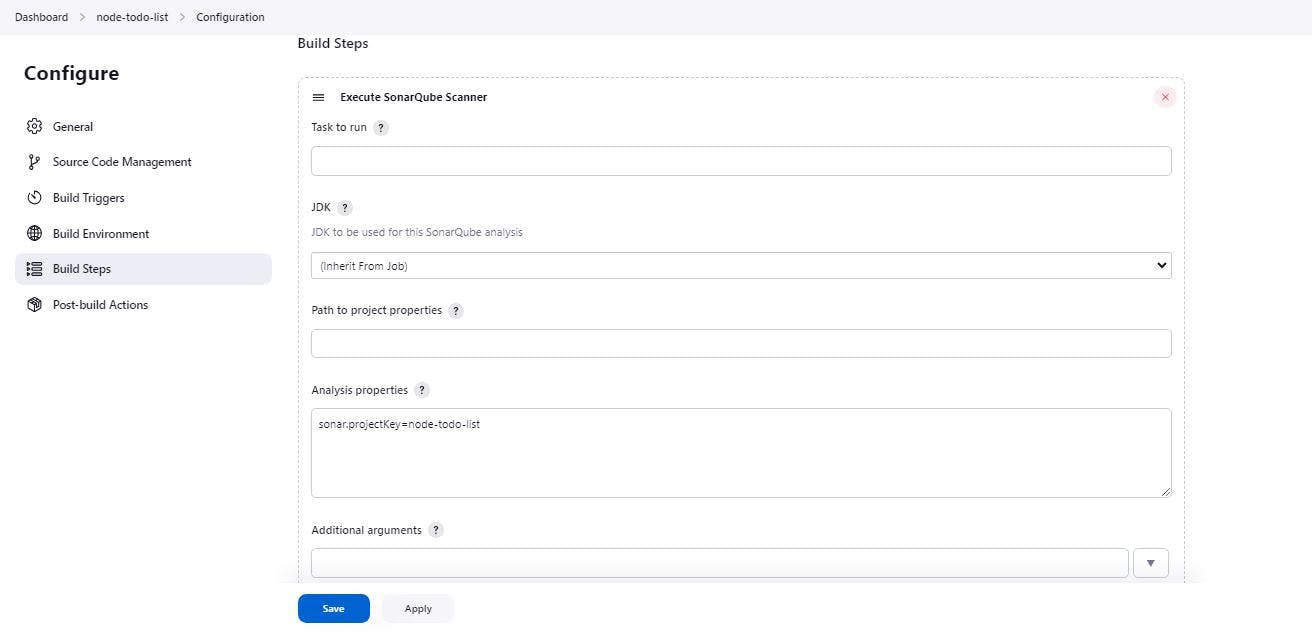 Dashboard > node-todo-list > Configuration
Configure
General
Source Code Management
Build Triggers
Build Environment
Build Steps
Post-build Actions
Build Steps
Execute SonarQube Scanner
Task to run ?
JDK ?
JDK to be used for this SonarQube analysis
(Inherit From Job)
Path to project properties ?
Analysis properties ?
sonar.projectKey=node-todo-list
Additional arguments ?
Save Apply